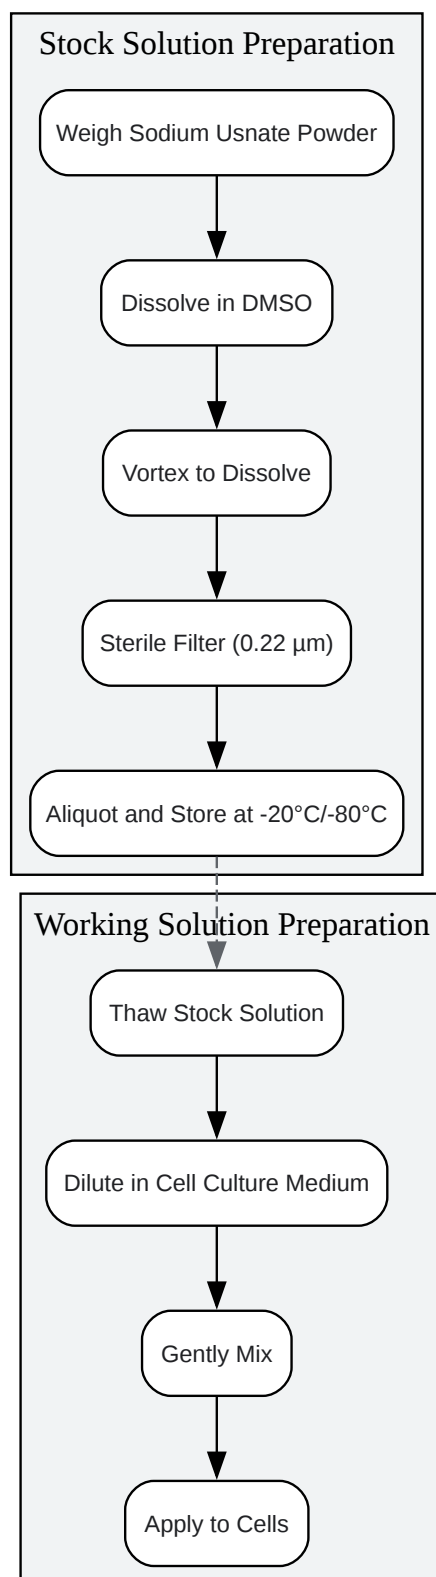 Stock Solution Preparation
Weigh Sodium Usnate Powder
Dissolve in DMSO
Vortex to Dissolve
Sterile Filter (0.22 µm)
Aliquot and Store at -20°C/-80°C
Working Solution Preparation
Thaw Stock Solution
Dilute in Cell Culture Medium
Gently Mix
Apply to Cells